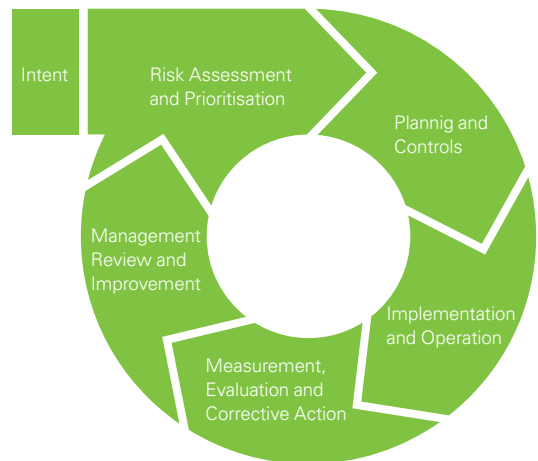 Intent
Risk Assessment
and Prioritisation
Plannig and
Controls
Implementation
and Operation
Measurement,
Evaluation and
Corrective Action
Management
Review and
Improvement